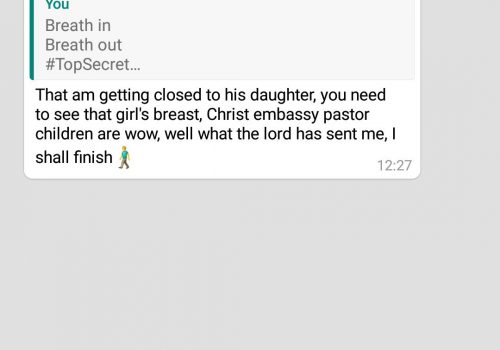 You
Breath in
Breath out
#TopSecret...
That am getting closed to his daughter, you need
to see that girl's breast, Christ embassy pastor
children are wow, well what the lord has sent me, I
shall finish🚶‍♂️
12:27